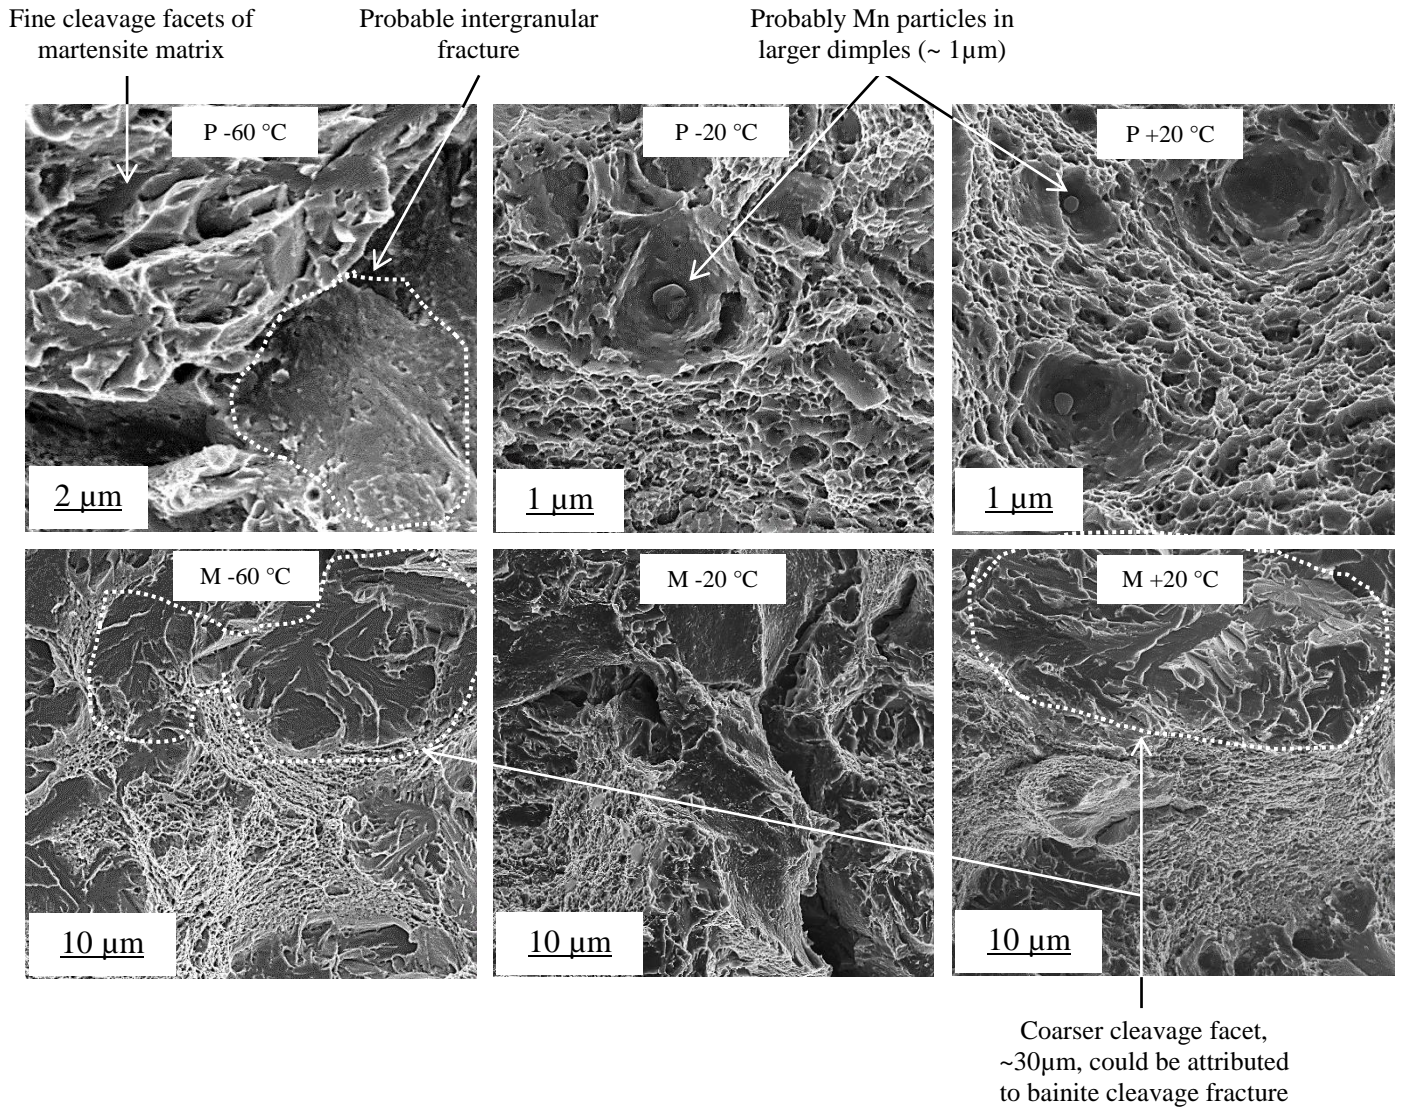 Fine cleavage facets of
martensite matrix
Probable intergranular
fracture
Probably Mn particles in
larger dimples (~ 1µm)
P -60 °C
P -20 °C
P +20 °C
2 µm
1 µm
1 µm
M -60 °C
M -20 °C
M +20 °C
10 µm
10 µm
10 µm
Coarser cleavage facet,
~30µm, could be attributed
to bainite cleavage fracture